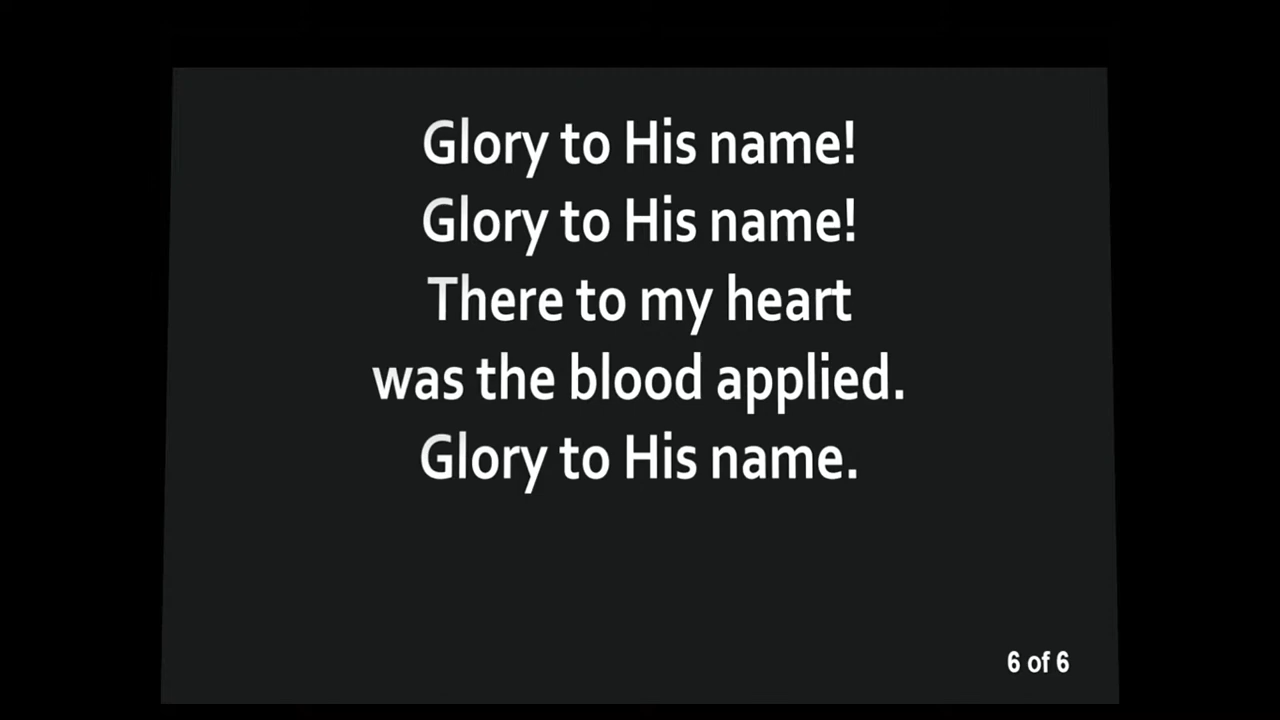 Glory to His name!
Glory to His name!
There to my heart
was the blood applied.
Glory to His name.
6 of 6